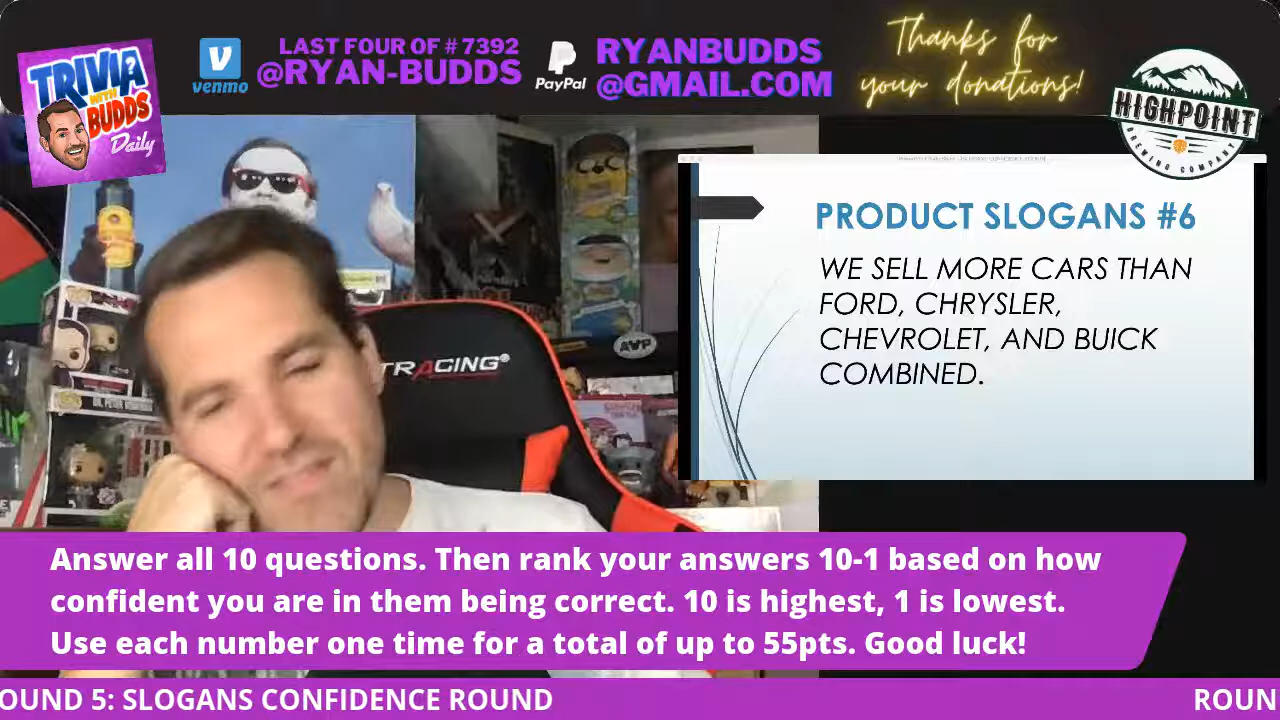 TRIVIA
WITH
BUDDS
Daily
venmo
LAST FOUR OF # 7392
@RYAN-BUDDS
PayPal
RYANBUDDS
@GMAIL.COM
Thanks for
your donations!
HIGHPOINT
BREWING COMPANY
PRODUCT SLOGANS #6
WE SELL MORE CARS THAN
FORD, CHRYSLER,
CHEVROLET, AND BUICK
COMBINED.
TRACING®
AVP
Answer all 10 questions. Then rank your answers 10-1 based on how
confident you are in them being correct. 10 is highest, 1 is lowest.
Use each number one time for a total of up to 55pts. Good luck!
OUND 5: SLOGANS CONFIDENCE ROUND
ROUN